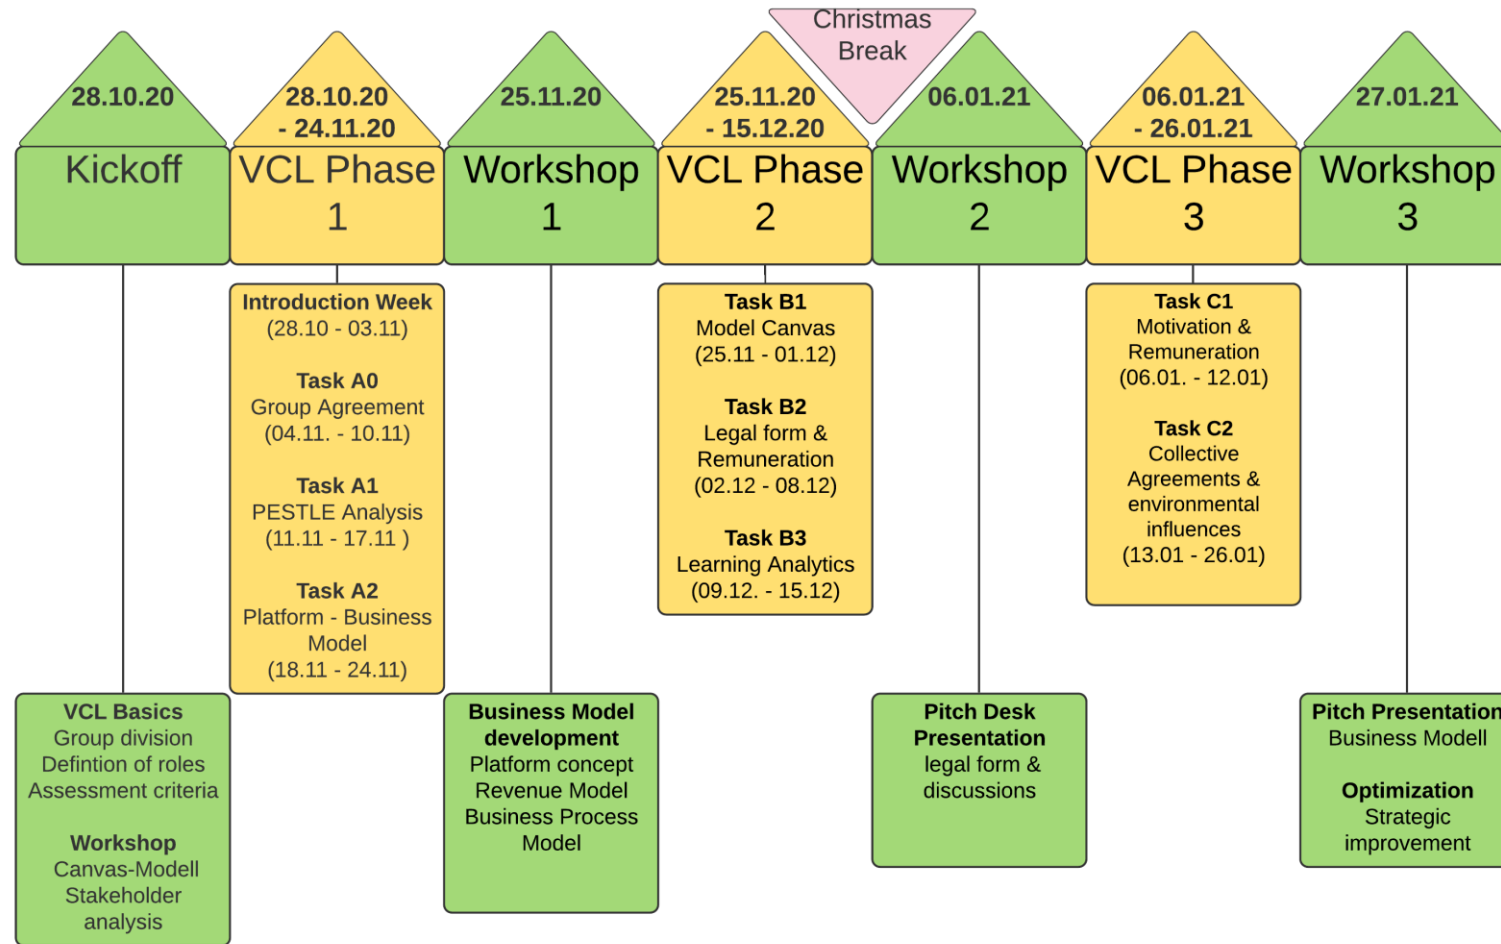 Christmas
Break
28.10.20
Kickoff
28.10.20
- 24.11.20
VCL Phase
1
25.11.20
Workshop
1
25.11.20
- 15.12.20
VCL Phase
2
06.01.21
Workshop
2
06.01.21
- 26.01.21
VCL Phase
3
27.01.21
Workshop
3
Introduction Week
(28.10 - 03.11)
Task A0
Group Agreement
(04.11. - 10.11)
Task A1
PESTLE Analysis
(11.11 - 17.11 )
Task A2
Platform - Business
Model
(18.11 - 24.11)
Task B1
Model Canvas
(25.11 - 01.12)
Task B2
Legal form &
Remuneration
(02.12 - 08.12)
Task B3
Learning Analytics
(09.12. - 15.12)
Task C1
Motivation &
Remuneration
(06.01. - 12.01)
Task C2
Collective
Agreements &
environmental
influences
(13.01 - 26.01)
VCL Basics
Group division
Defintion of roles
Assessment criteria
Workshop
Canvas-Modell
Stakeholder
analysis
Business Model
development
Platform concept
Revenue Model
Business Process
Model
Pitch Desk
Presentation
legal form &
discussions
Pitch Presentation
Business Modell
Optimization
Strategic
improvement